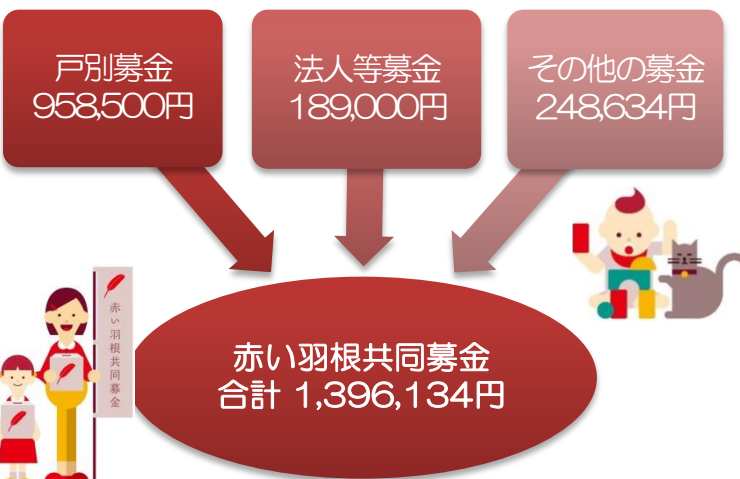 戸別募金
958,500円
法人等募金
189,000円
その他の募金
248,634円
赤い羽根共同募金
赤い羽根共同募金
合計 1,396,134円